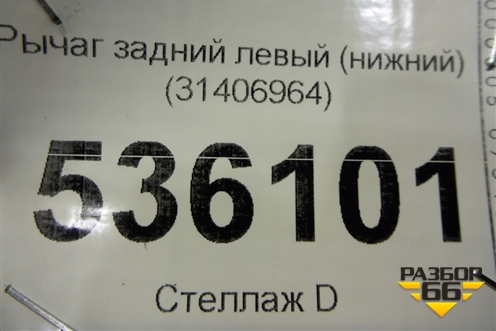 Рычаг задний левый (нижний)
(31406964)
536101
Стеллаж D
РАЗБОР
66